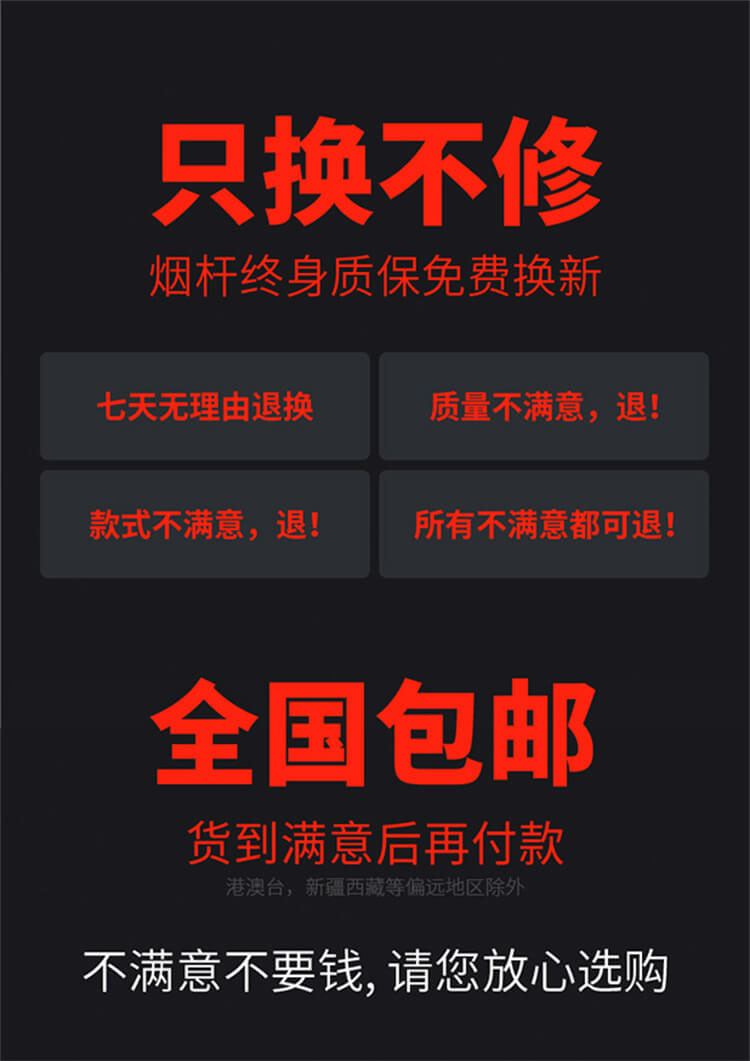 只换不修
烟杆终身质保免费换新
七天无理由退换
质量不满意，退！
款式不满意，退！
所有不满意都可退！
全国包邮
货到满意后再付款
港澳台，新疆西藏等偏远地区除外
不满意不要钱,请您放心选购